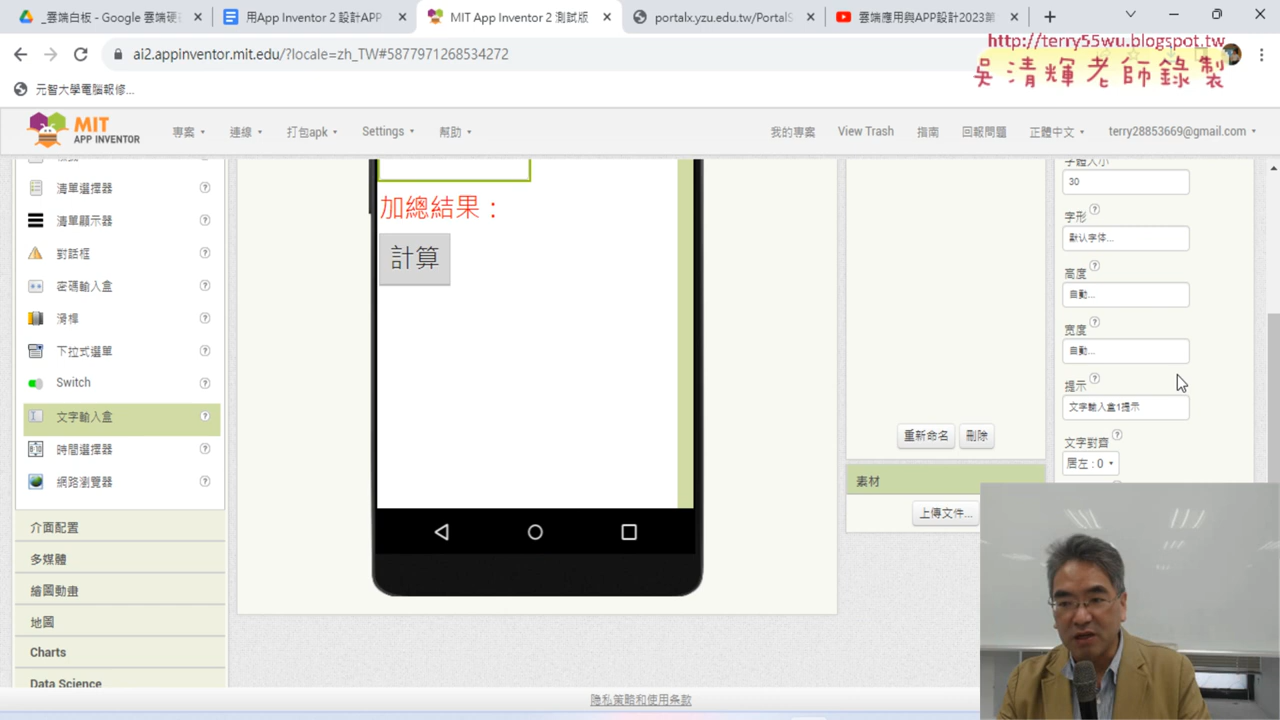 _雲端白板 - Google 雲端硬
用App Inventor 2 設計APP
MIT App Inventor 2 測試版
portalx.yzu.edu.tw/PortalS
雲端應用與APP設計2023第
ai2.appinventor.mit.edu/?locale=zh_TW#5877971268534272
http://terry55wu.blogspot.tw
吳清輝老師錄製
元智大學電腦報修...
MIT
APP INVENTOR
專案
連線
打包apk
Settings
幫助
我的專案
View Trash
指南
回報問題
正體中文
terry28853669@gmail.com
清單選擇器
清單顯示器
對話框
密碼輸入盒
滑桿
下拉式選單
Switch
文字輸入盒
時間選擇器
網路瀏覽器
介面配置
多媒體
繪圖動畫
地圖
Charts
Data Science
加總結果：
計算
重新命名
刪除
素材
上傳文件...
字體大小
30
字形
默认字体...
高度
自動...
宽度
自動...
提示
文字輸入盒1提示
文字對齊
居左 : 0
隐私策略和使用条款